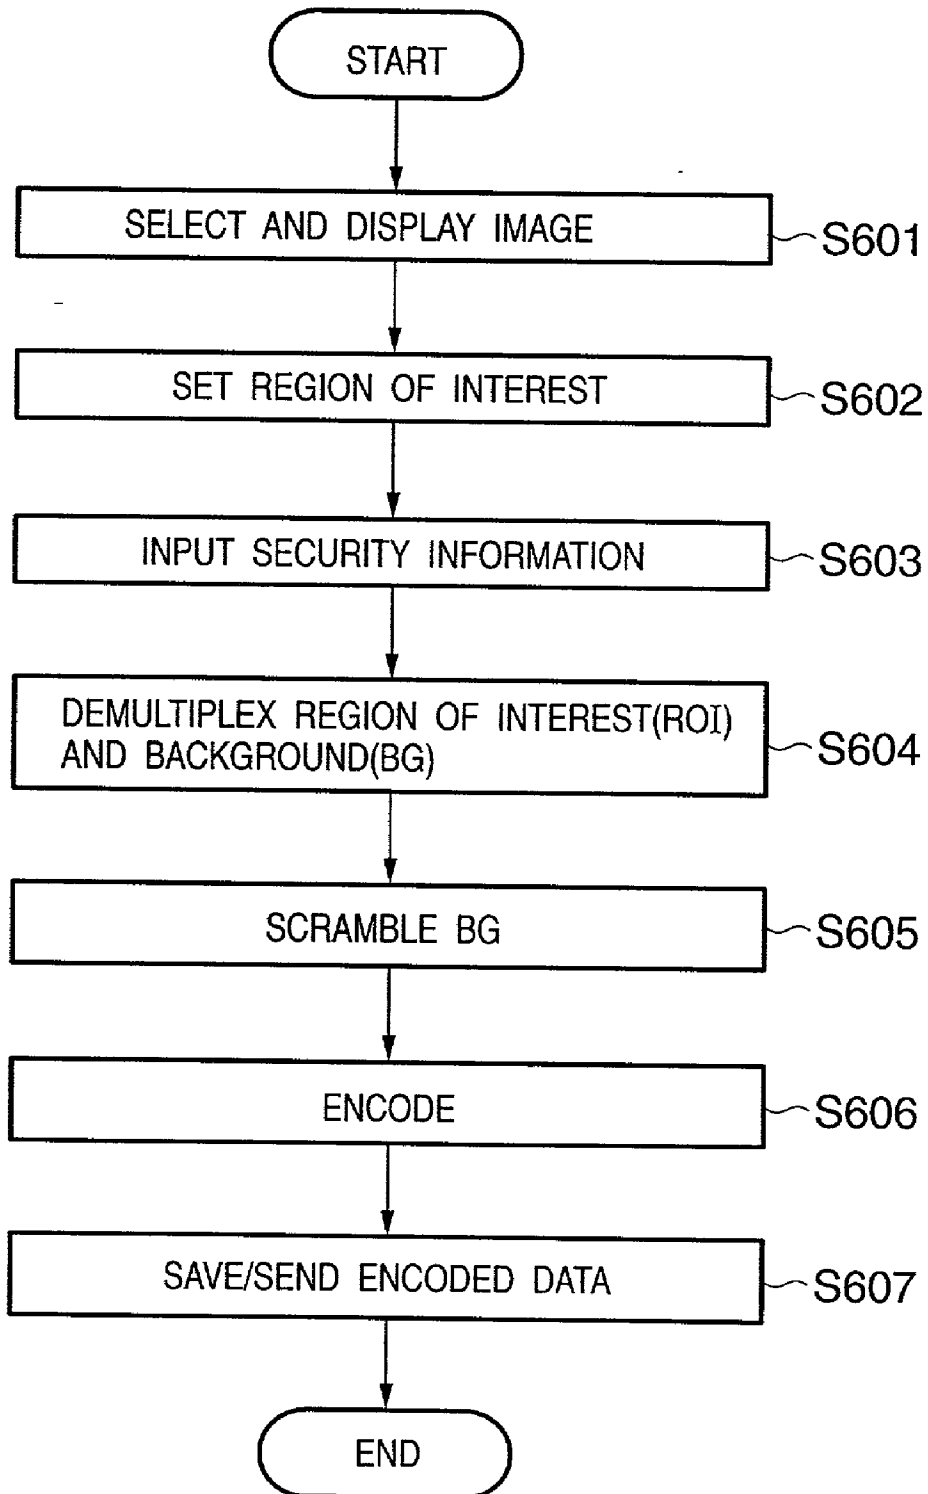 START
SELECT AND DISPLAY IMAGE
S601
SET REGION OF INTEREST
S602
INPUT SECURITY INFORMATION
S603
DEMULTIPLEX REGION OF INTEREST(ROI)
AND BACKGROUND(BG)
S604
SCRAMBLE BG
S605
ENCODE
S606
SAVE/SEND ENCODED DATA
S607
END